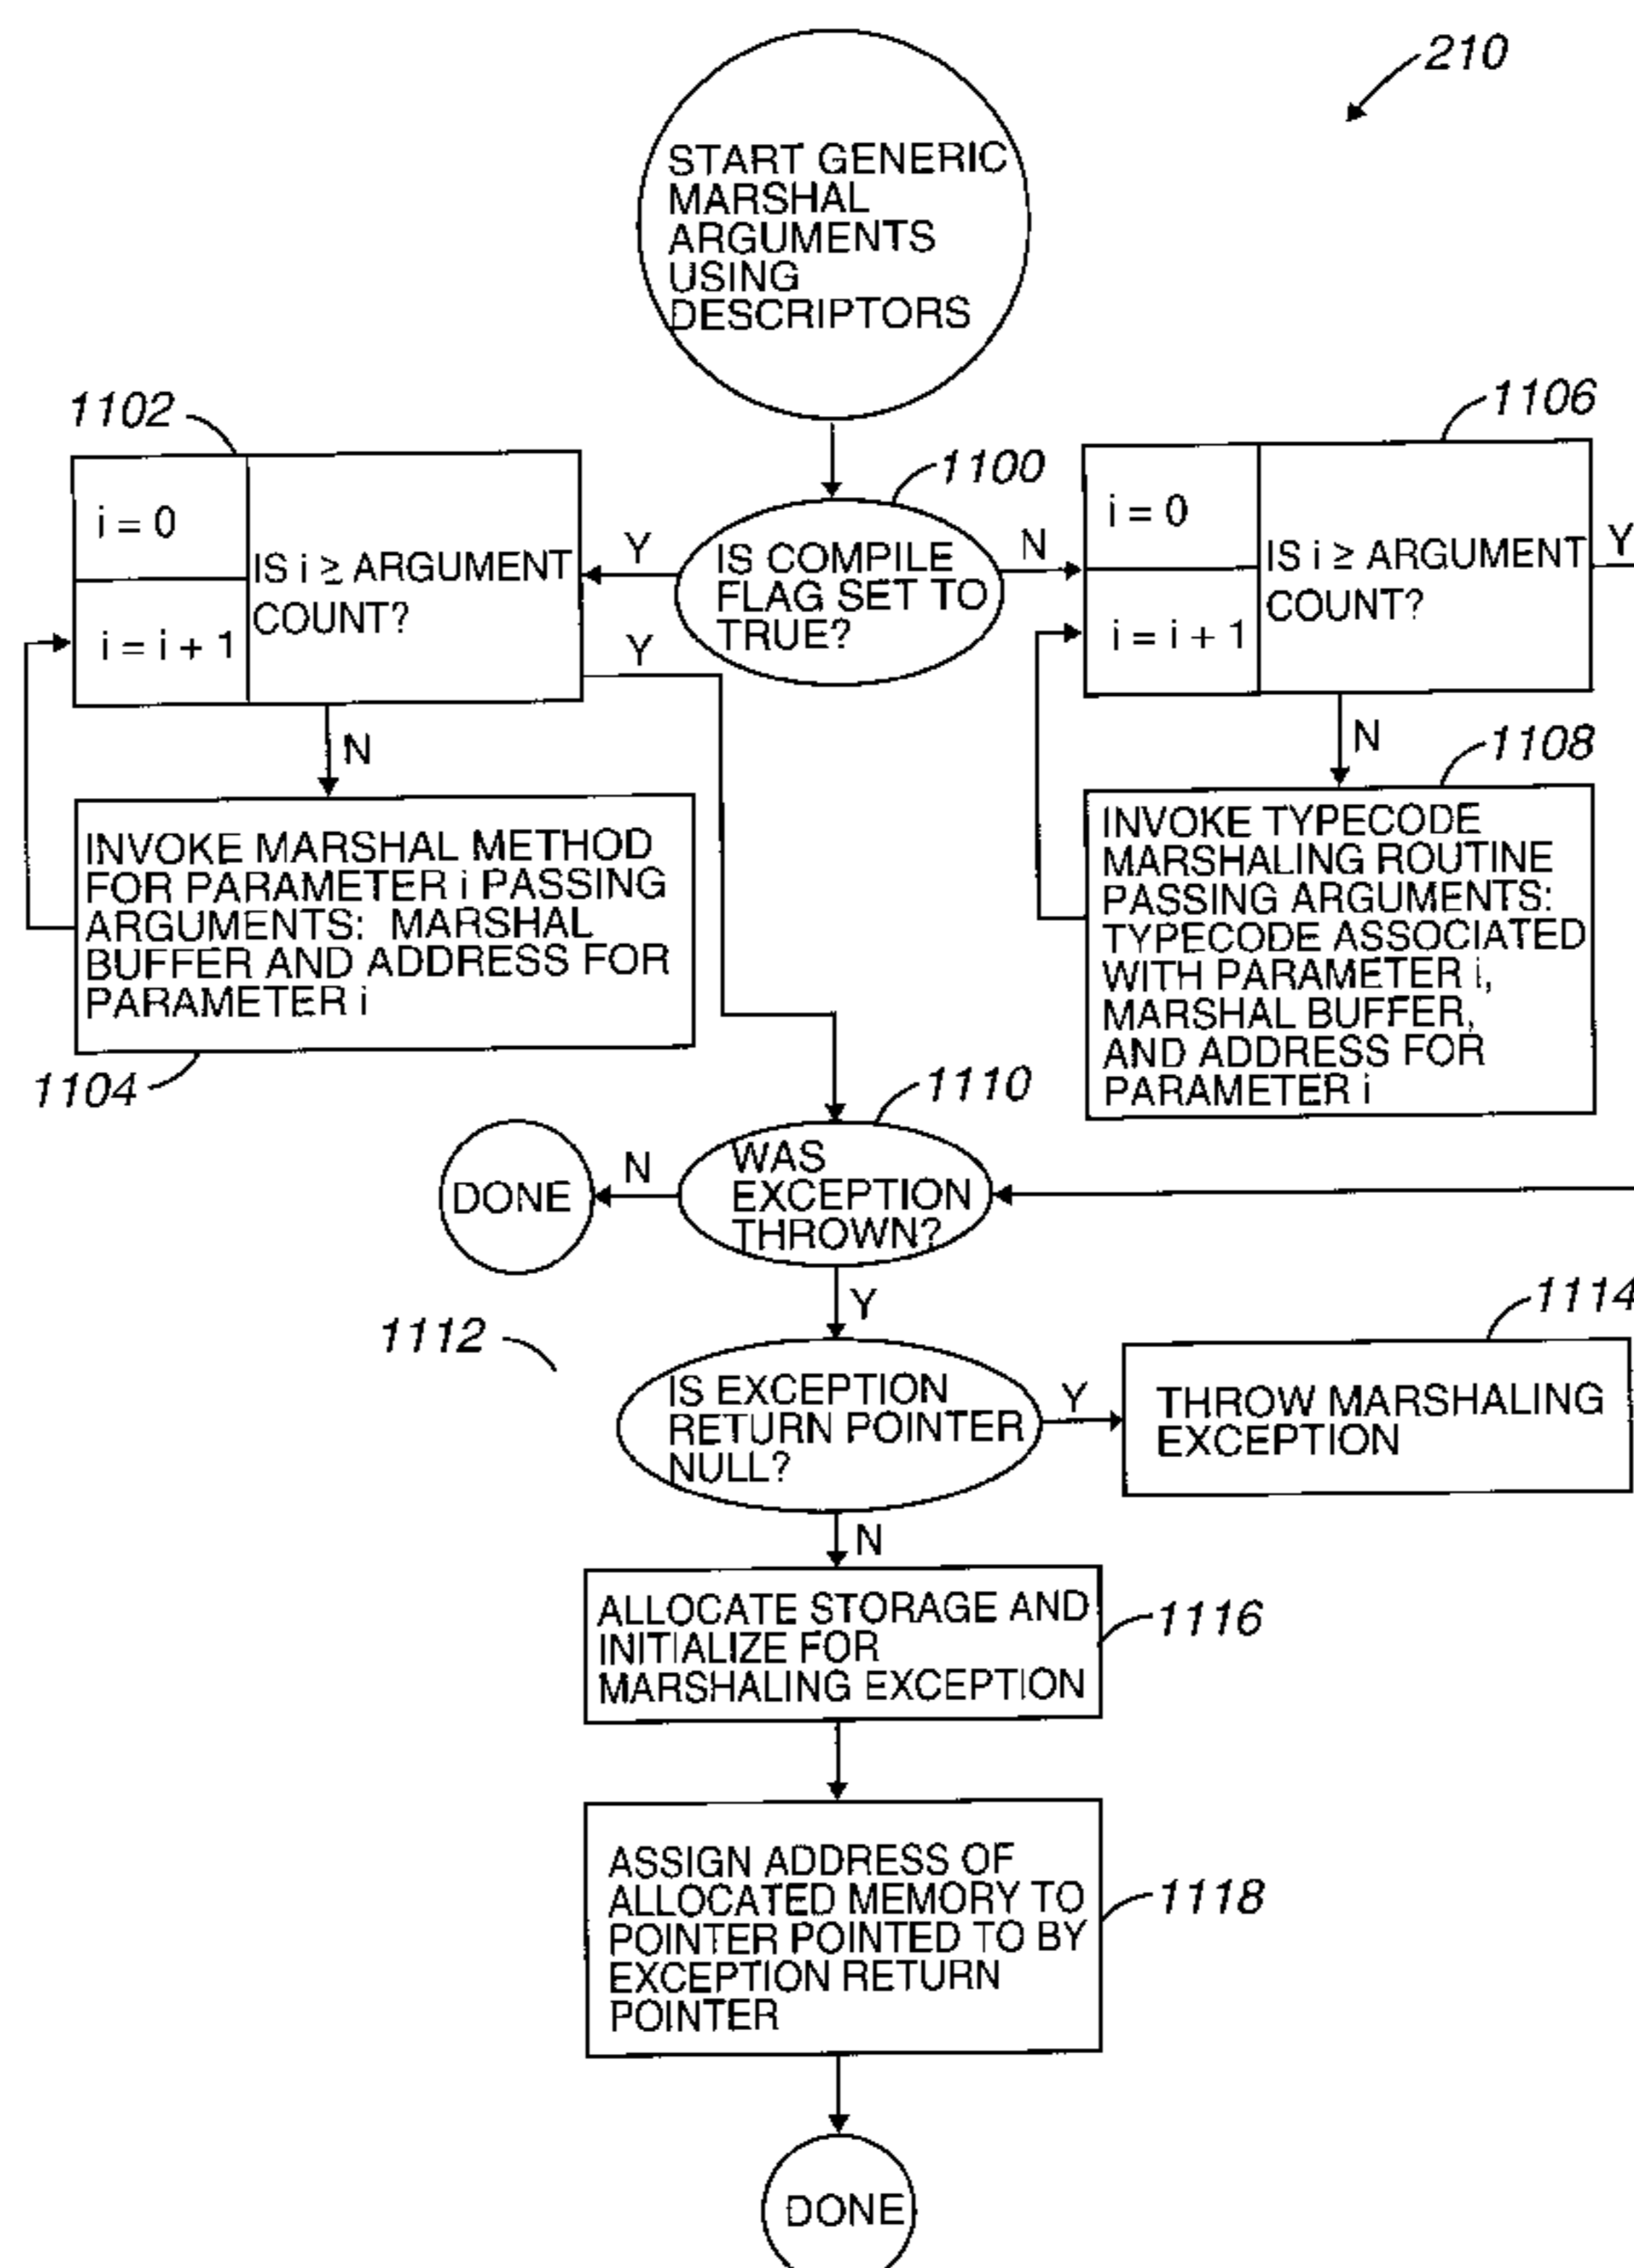 210
START GENERIC
MARSHAL
ARGUMENTS
USING
DESCRIPTORS
1102
i = 0
i = i + 1
IS i ≥ ARGUMENT
COUNT?
Y
Y
N
1100
IS COMPILE
FLAG SET TO
TRUE?
N
1106
i = 0
i = i + 1
IS i ≥ ARGUMENT
COUNT?
Y
N
1108
INVOKE MARSHAL METHOD
FOR PARAMETER i PASSING
ARGUMENTS: MARSHAL
BUFFER AND ADDRESS FOR
PARAMETER i
1104
INVOKE TYPECODE
MARSHALING ROUTINE
PASSING ARGUMENTS:
TYPECODE ASSOCIATED
WITH PARAMETER i,
MARSHAL BUFFER,
AND ADDRESS FOR
PARAMETER i
1110
WAS
EXCEPTION
THROWN?
N
DONE
Y
1112
IS EXCEPTION
RETURN POINTER
NULL?
Y
1114
THROW MARSHALING
EXCEPTION
N
ALLOCATE STORAGE AND
INITIALIZE FOR
MARSHALING EXCEPTION
1116
ASSIGN ADDRESS OF
ALLOCATED MEMORY TO
POINTER POINTED TO BY
EXCEPTION RETURN
POINTER
1118
DONE